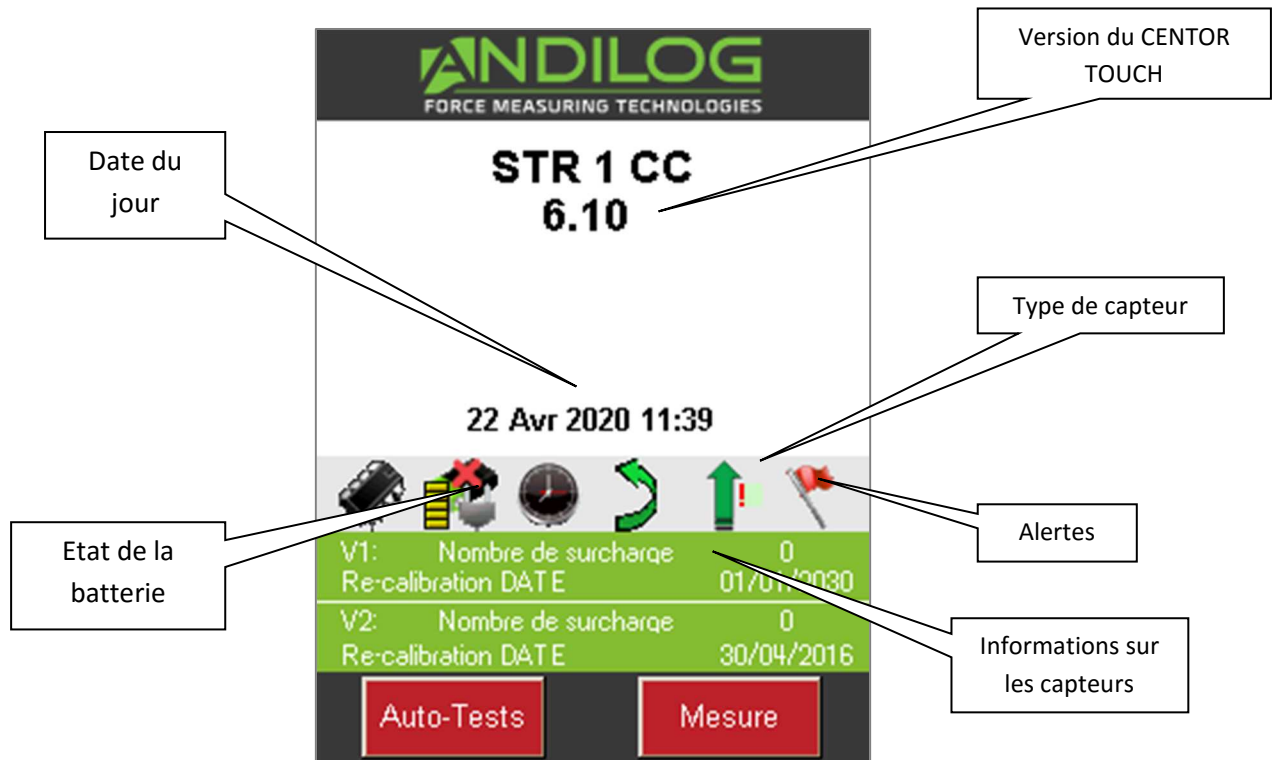 ANDILOG
FORCE MEASURING TECHNOLOGIES
Version du CENTOR
TOUCH
STR 1 CC
6.10
Date du
jour
Type de capteur
22 Avr 2020 11:39
Alertes
Etat de la
batterie
V1: Nombre de surcharge 0
Re-calibration DATE 01/01/2030
V2: Nombre de surcharge 0
Re-calibration DATE 30/04/2016
Informations sur
les capteurs
Auto-Tests
Mesure